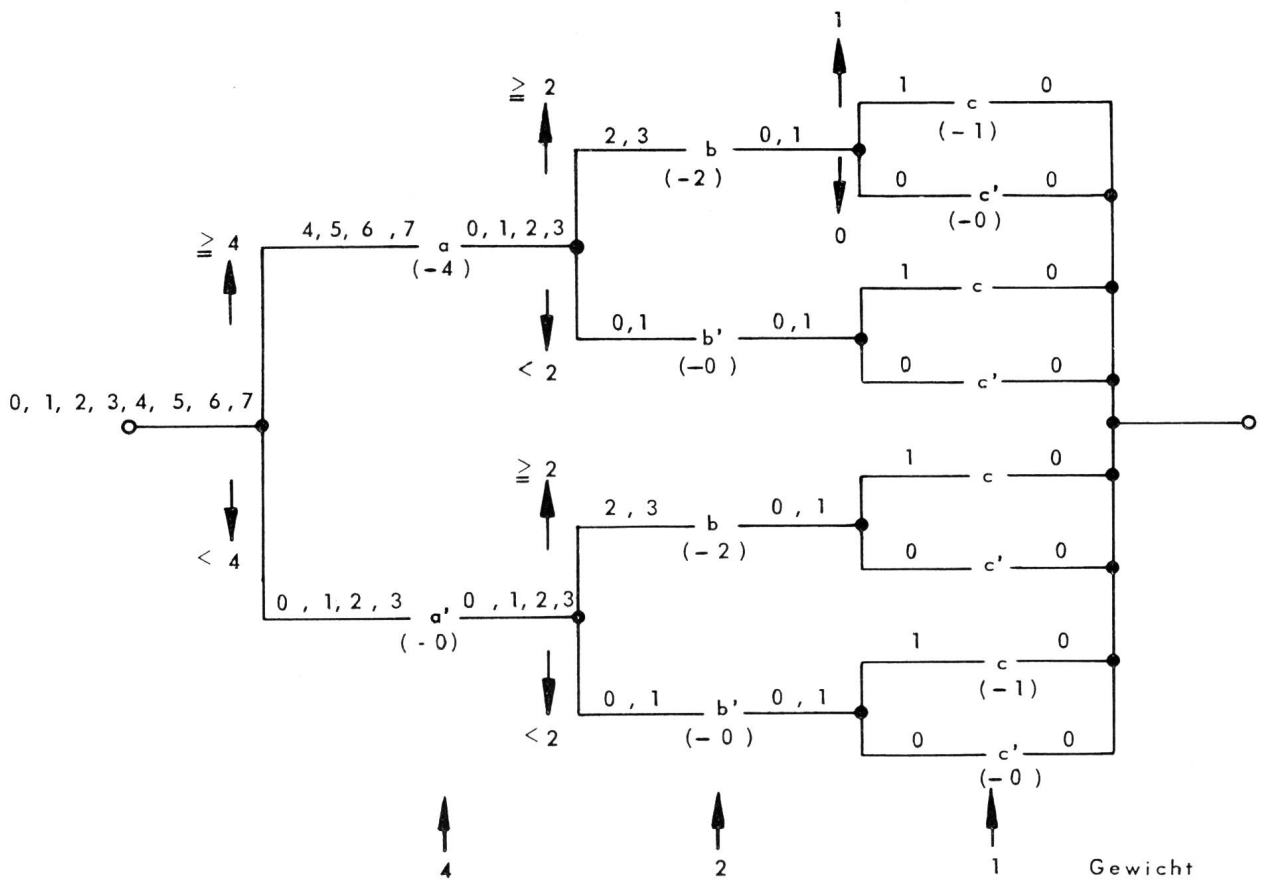 1
≧ 2
1 c 0
(-1)
2,3 b 0,1
(-2)
0 c' 0
(-0)
0
≧ 4
4,5,6,7 a 0,1,2,3
(-4)
1 c 0
0,1 b' 0,1
(-0)
< 2
0 c' 0
0, 1, 2, 3, 4, 5, 6, 7
≧ 2
1 c 0
2, 3 b 0, 1
(-2)
< 4
0 c' 0
0, 1, 2, 3 a' 0, 1, 2, 3
(-0)
1 c 0
(-1)
0, 1 b' 0, 1
(-0)
< 2
0 c' 0
(-0)
4 2 1 Gewicht